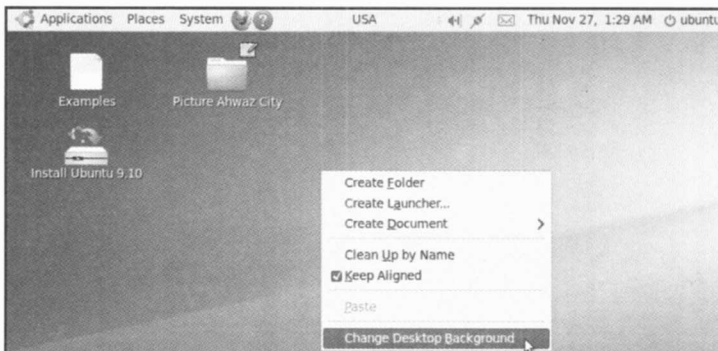 Applications Places System USA Thu Nov 27, 1:29 AM ubuntu
Examples
Picture Ahwaz City
Install Ubuntu 9.10
Create Folder
Create Launcher...
Create Document
Clean Up by Name
Keep Aligned
Paste
Change Desktop Background